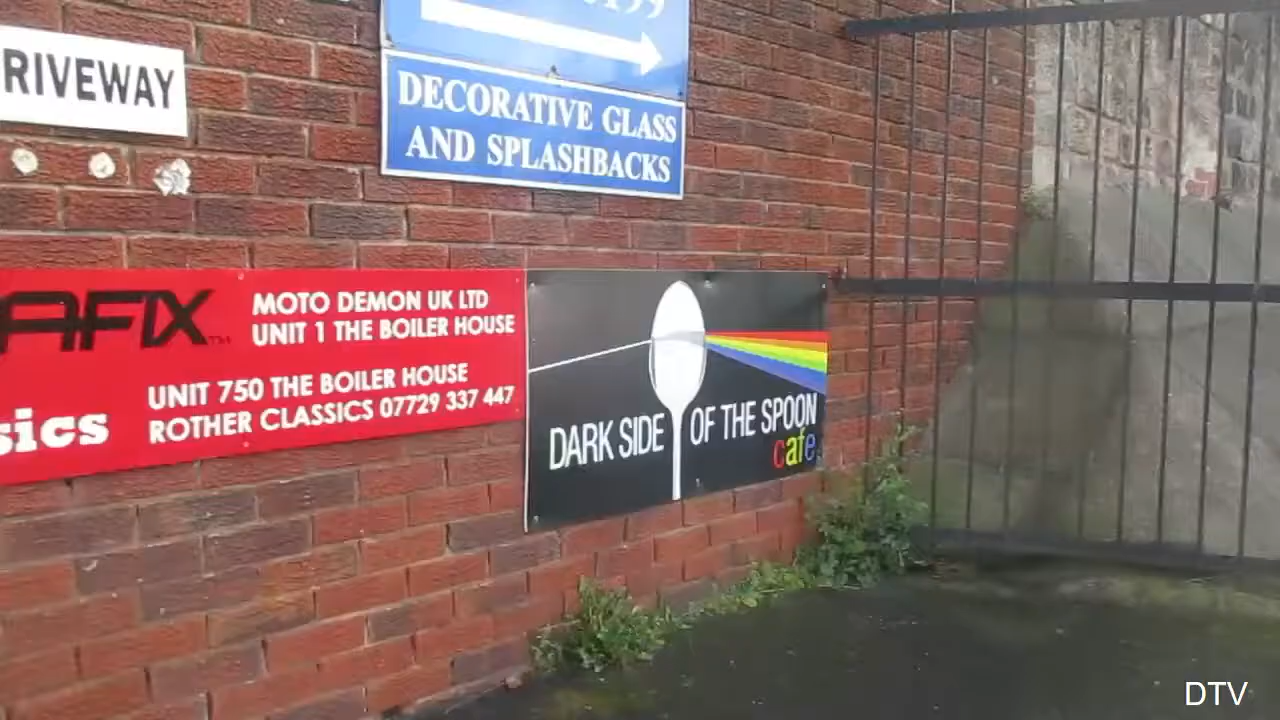 RIVEWAY
DECORATIVE GLASS
AND SPLASHBACKS
AFIX™
MOTO DEMON UK LTD
UNIT 1 THE BOILER HOUSE
UNIT 750 THE BOILER HOUSE
sics
ROTHER CLASSICS 07729 337 447
DARK SIDE OF THE SPOON
cafe
DTV